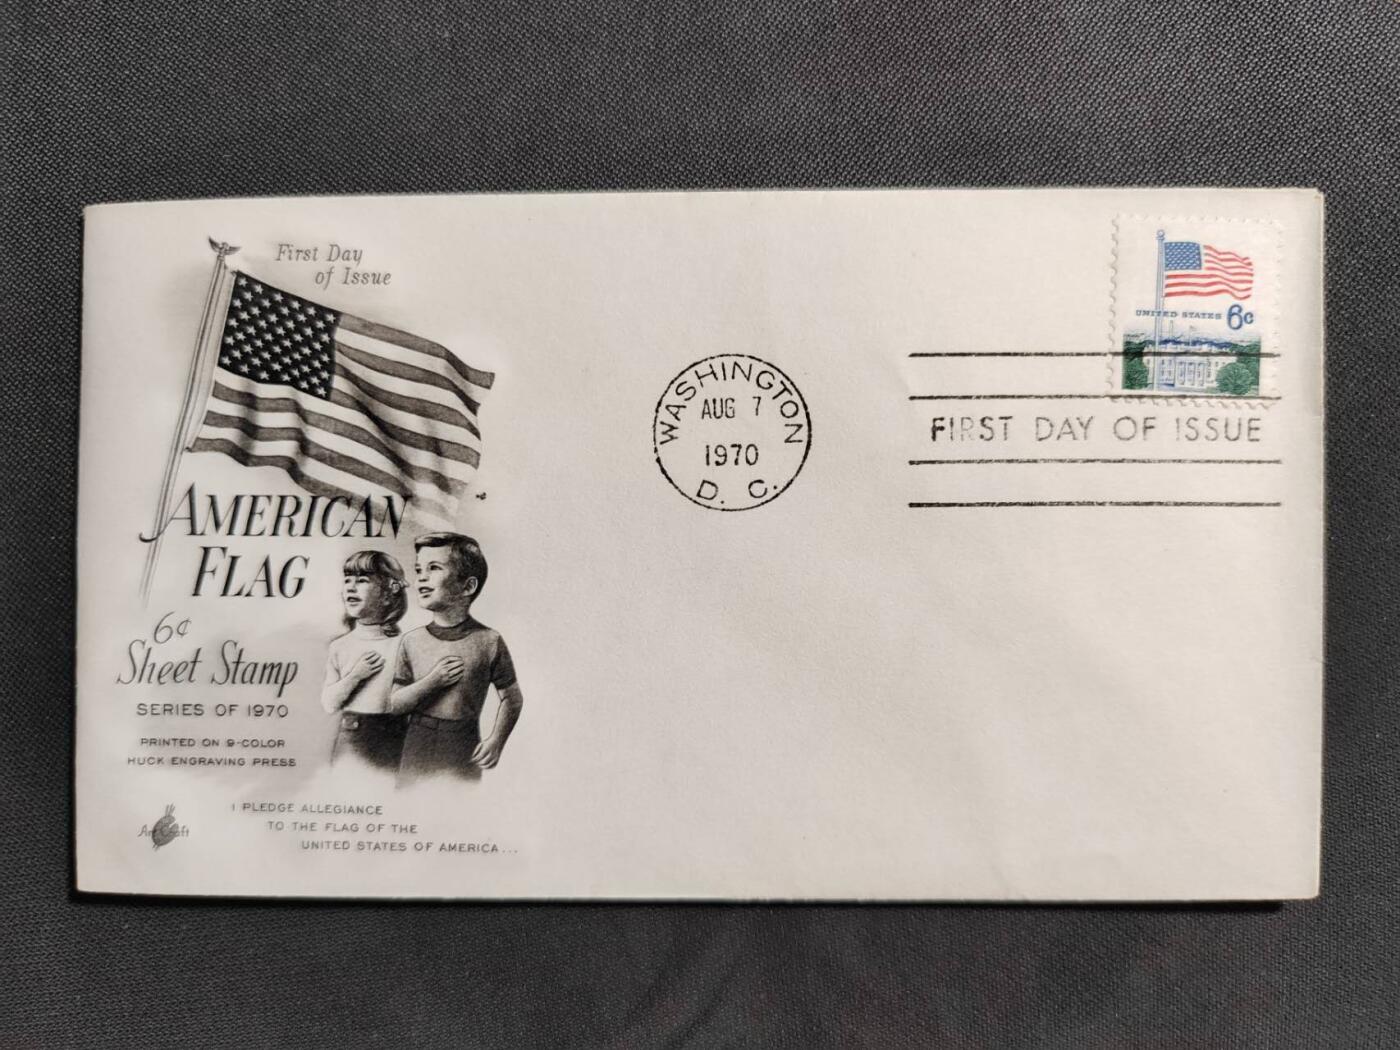 First Day
of Issue
AMERICAN
FLAG
6¢
Sheet Stamp
SERIES OF 1970
PRINTED ON 9-COLOR
HUCK ENGRAVING PRESS
ArtCraft
I PLEDGE ALLEGIANCE
TO THE FLAG OF THE
UNITED STATES OF AMERICA...
WASHINGTON
AUG 7
1970
D. C.
UNITED STATES 6c
FIRST DAY OF ISSUE